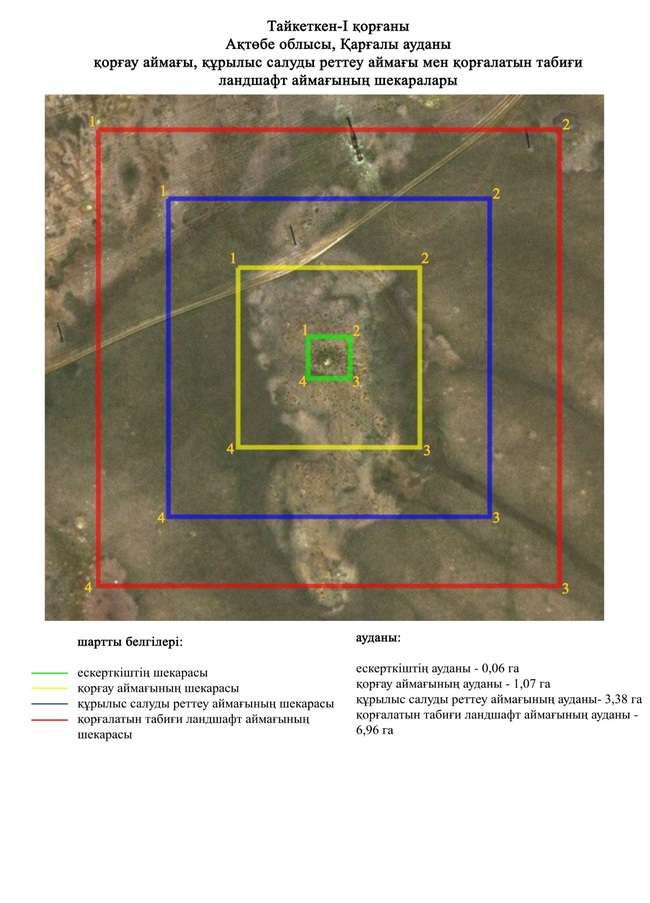 Тайкеткен-I қорғаны
Ақтөбе облысы, Қарғалы ауданы
қорғау аймағы, құрылыс салуды реттеу аймағы мен қорғалатын табиғи
ландшафт аймағының шекаралары
1 2
1 2
1 2
1 2
4 3
4 3
4 3
4 3
шартты белгілері:
ескерткіштің шекарасы
қорғау аймағының шекарасы
құрылыс салуды реттеу аймағының шекарасы
қорғалатын табиғи ландшафт аймағының
шекарасы
ауданы:
ескерткіштің ауданы - 0,06 га
қорғау аймағының ауданы - 1,07 га
құрылыс салуды реттеу аймағының ауданы- 3,38 га
қорғалатын табиғи ландшафт аймағының ауданы -
6,96 га